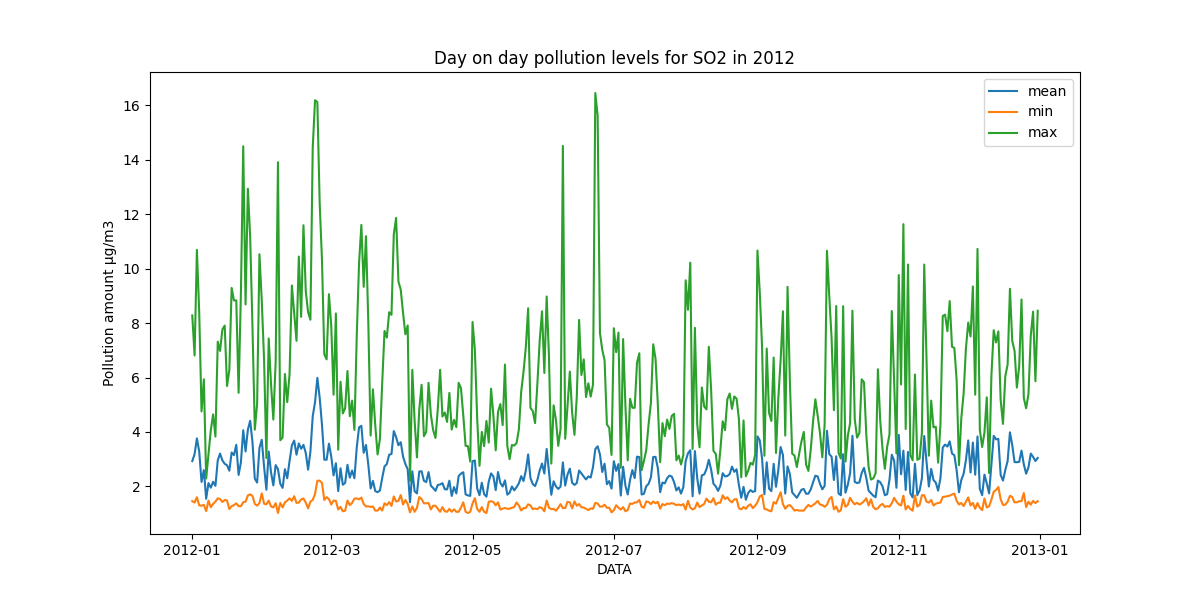 Day on day pollution levels for SO2 in 2012
mean
min
max
16
14
12
10
8
6
4
2
Pollution amount µg/m3
2012-01 2012-03 2012-05 2012-07 2012-09 2012-11 2013-01
DATA